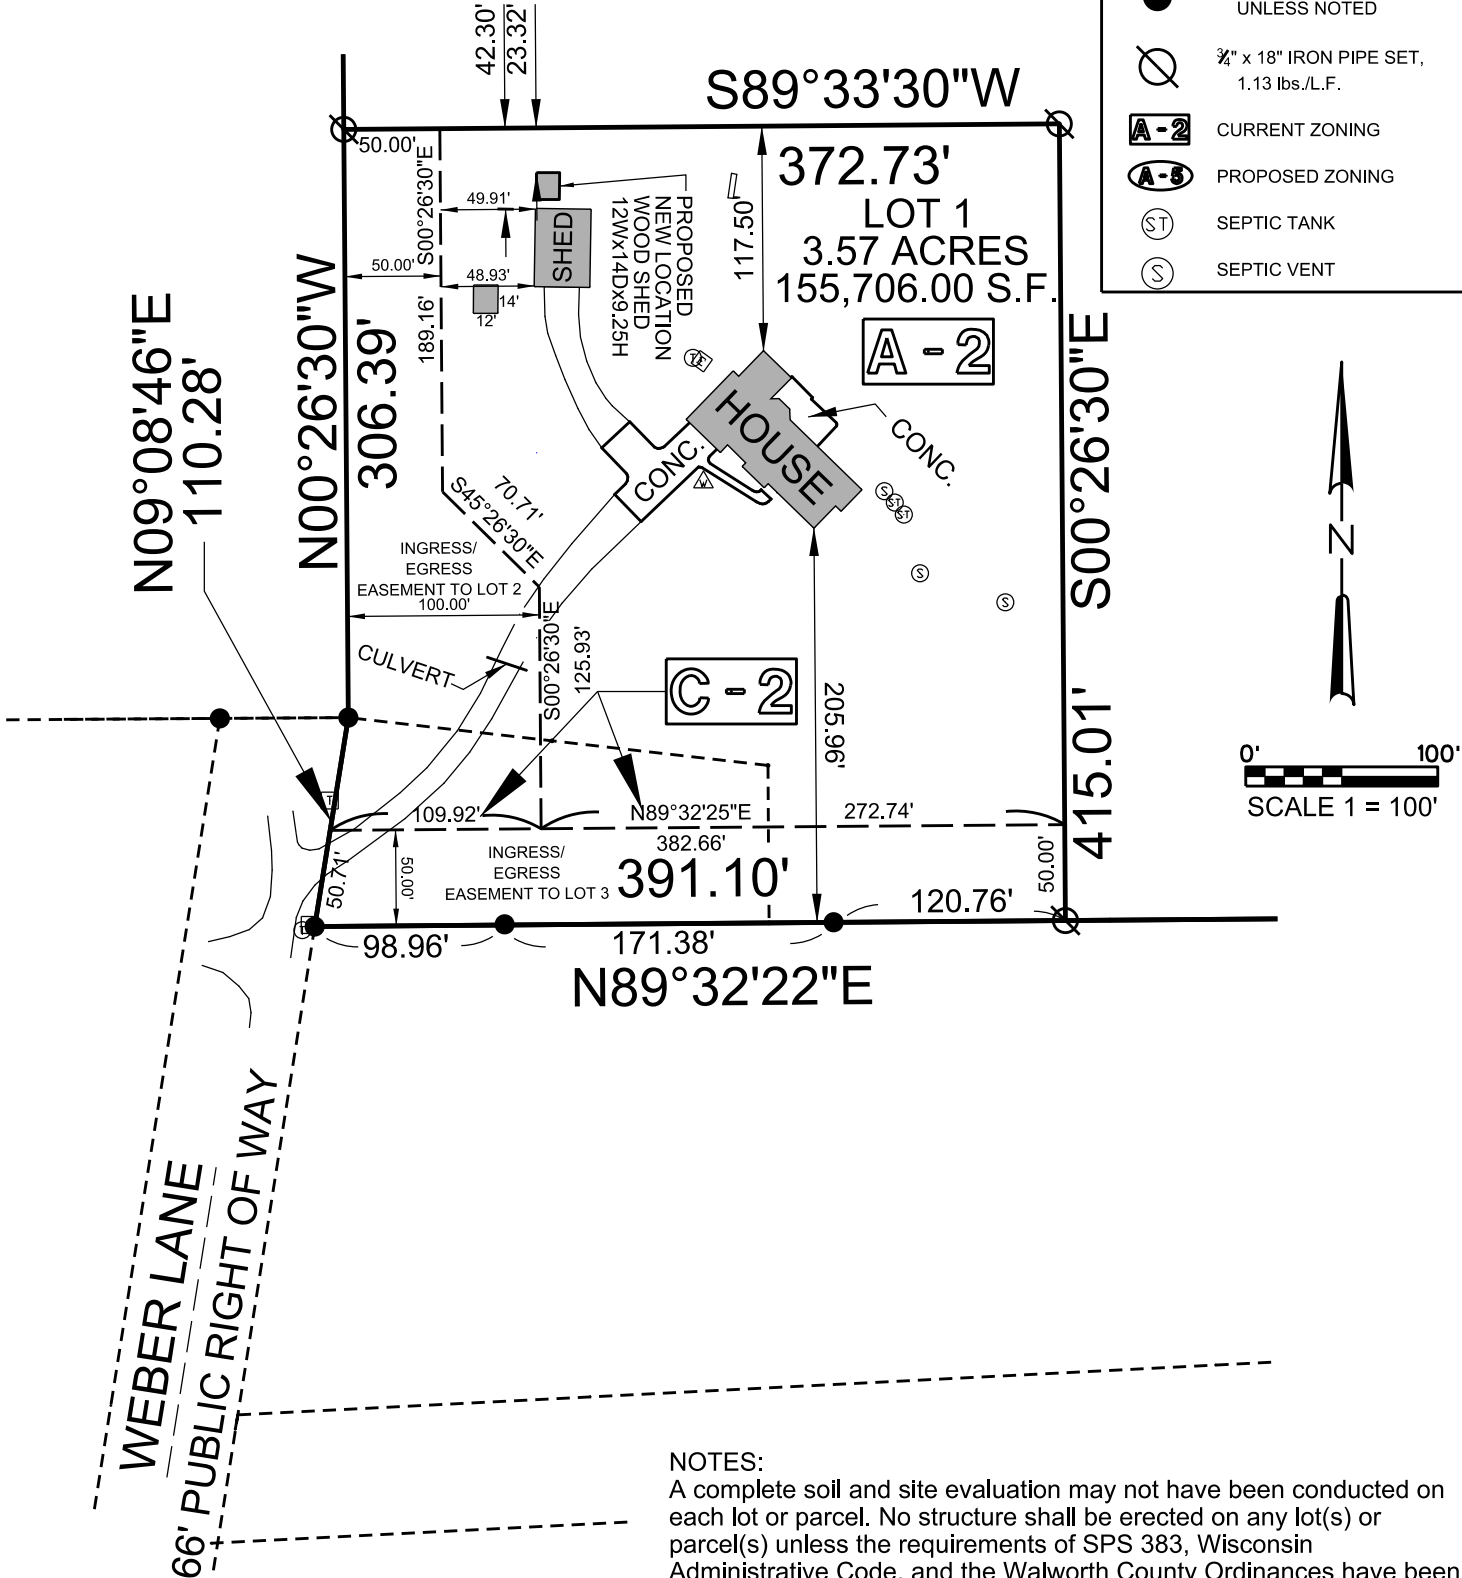 UNLESS NOTED
¾" x 18" IRON PIPE SET,
1.13 lbs./L.F.
A-2 CURRENT ZONING
A-5 PROPOSED ZONING
ST SEPTIC TANK
S SEPTIC VENT
42.30'
23.32'
S89°33'30"W
372.73'
LOT 1
3.57 ACRES
155,706.00 S.F.
A-2
50.00'
S00°26'30"E
189.16'
49.91'
50.00'
48.93'
14'
12'
SHED
PROPOSED
NEW LOCATION
WOOD SHED
12Wx14Dx9.25H
117.50'
N00°26'30"W
306.39'
N09°08'46"E
110.28'
HOUSE
CONC.
CONC.
W
S
ST
ST
S
S
S00°26'30"E
415.01'
N
70.71'
S45°26'30"E
INGRESS/
EGRESS
EASEMENT TO LOT 2
100.00'
CULVERT
S00°26'30"E
125.93'
C-2
205.96'
0' 100'
SCALE 1 = 100'
T
109.92'
N89°32'25"E
272.74'
382.66'
INGRESS/
EGRESS
EASEMENT TO LOT 3
391.10'
50.71'
50.00'
50.00'
98.96'
171.38'
120.76'
N89°32'22"E
WEBER LANE
66' PUBLIC RIGHT OF WAY
NOTES:
A complete soil and site evaluation may not have been conducted on
each lot or parcel. No structure shall be erected on any lot(s) or
parcel(s) unless the requirements of SPS 383, Wisconsin
Administrative Code, and the Walworth County Ordinances have been